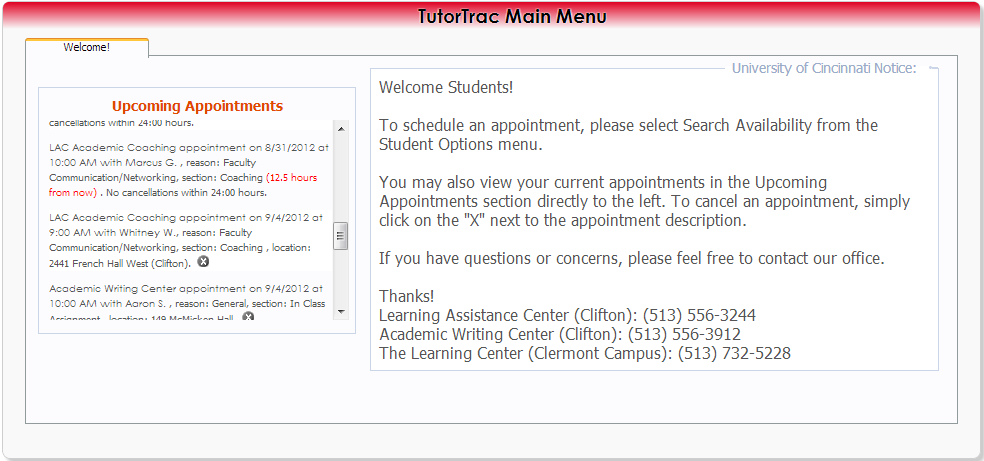 TutorTrac Main Menu
Welcome!
Upcoming Appointments
cancellations within 24:00 hours.
LAC Academic Coaching appointment on 8/31/2012 at
10:00 AM with Marcus G. , reason: Faculty
Communication/Networking, section: Coaching (12.5 hours
from now) . No cancellations within 24:00 hours.
LAC Academic Coaching appointment on 9/4/2012 at
9:00 AM with Whitney W., reason: Faculty
Communication/Networking, section: Coaching , location:
2441 French Hall West (Clifton).
Academic Writing Center appointment on 9/4/2012 at
10:00 AM with Aaron S. , reason: General, section: In Class
Assignment , location: 149 McMicken Hall .
University of Cincinnati Notice:
Welcome Students!
To schedule an appointment, please select Search Availability from the
Student Options menu.
You may also view your current appointments in the Upcoming
Appointments section directly to the left. To cancel an appointment, simply
click on the "X" next to the appointment description.
If you have questions or concerns, please feel free to contact our office.
Thanks!
Learning Assistance Center (Clifton): (513) 556-3244
Academic Writing Center (Clifton): (513) 556-3912
The Learning Center (Clermont Campus): (513) 732-5228